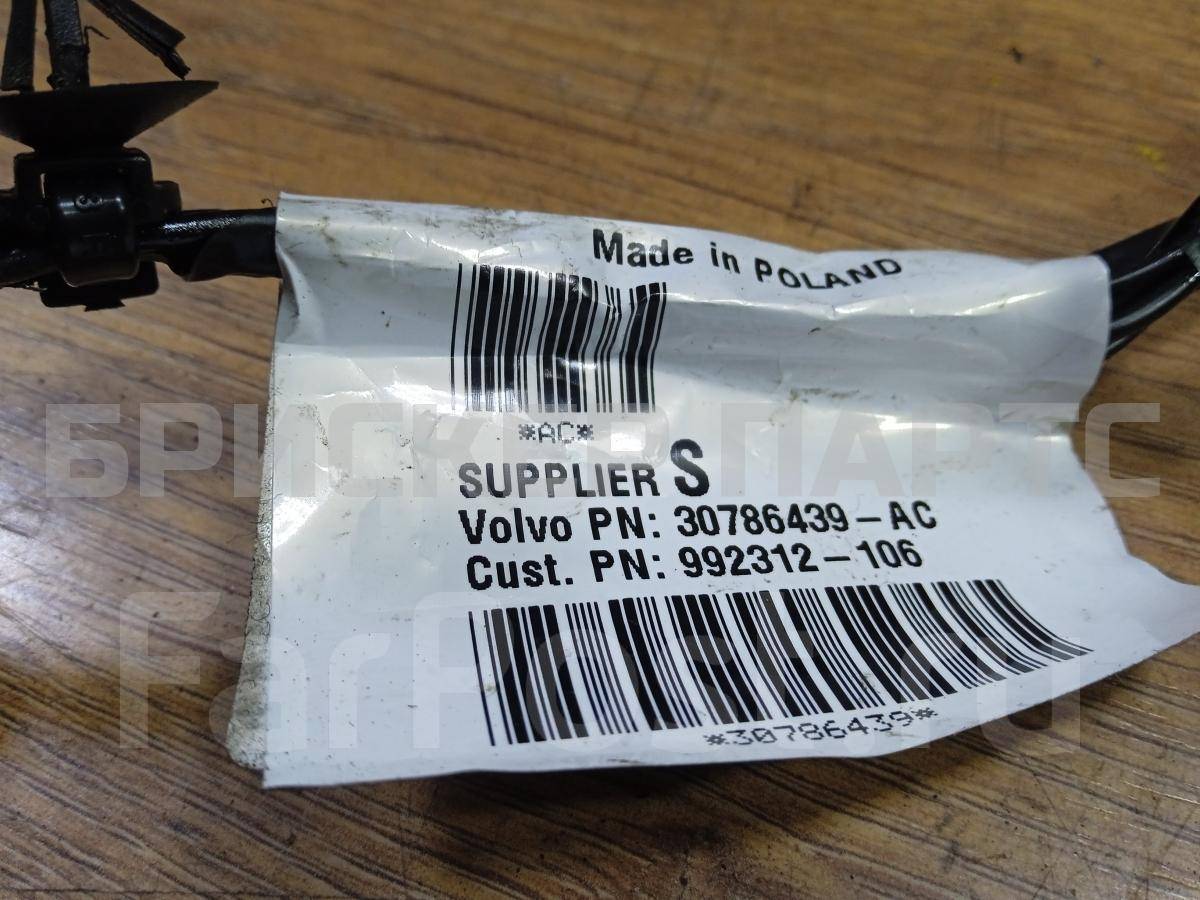 Made in POLAND
*AC*
SUPPLIER S
Volvo PN: 30786439-AC
Cust. PN: 992312-106
*30786439*
БРИСКЕР ПАРТС
FarPost.ru